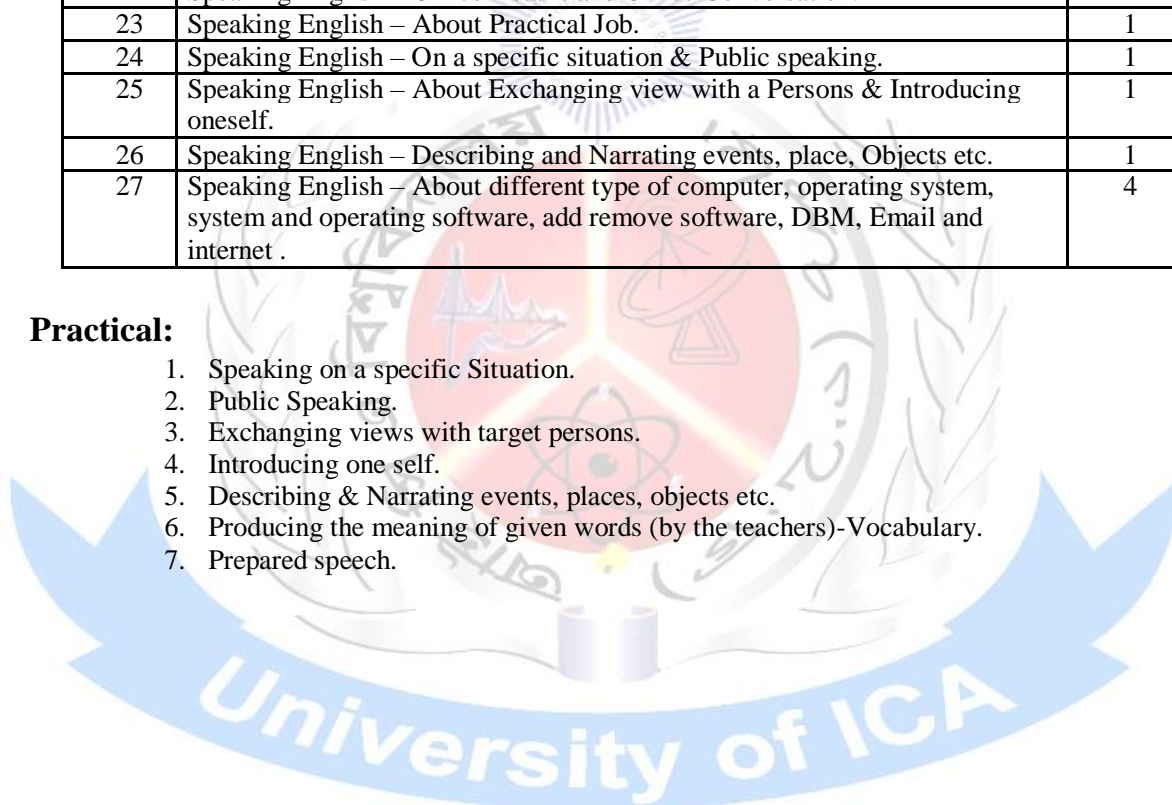 23 Speaking English – About Practical Job. 1
24 Speaking English – On a specific situation & Public speaking. 1
25 Speaking English – About Exchanging view with a Persons & Introducing 1
oneself.
26 Speaking English – Describing and Narrating events, place, Objects etc. 1
27 Speaking English – About different type of computer, operating system, 4
system and operating software, add remove software, DBM, Email and
internet .
Practical:
1. Speaking on a specific Situation.
2. Public Speaking.
3. Exchanging views with target persons.
4. Introducing one self.
5. Describing & Narrating events, places, objects etc.
6. Producing the meaning of given words (by the teachers)-Vocabulary.
7. Prepared speech.
University of ICA